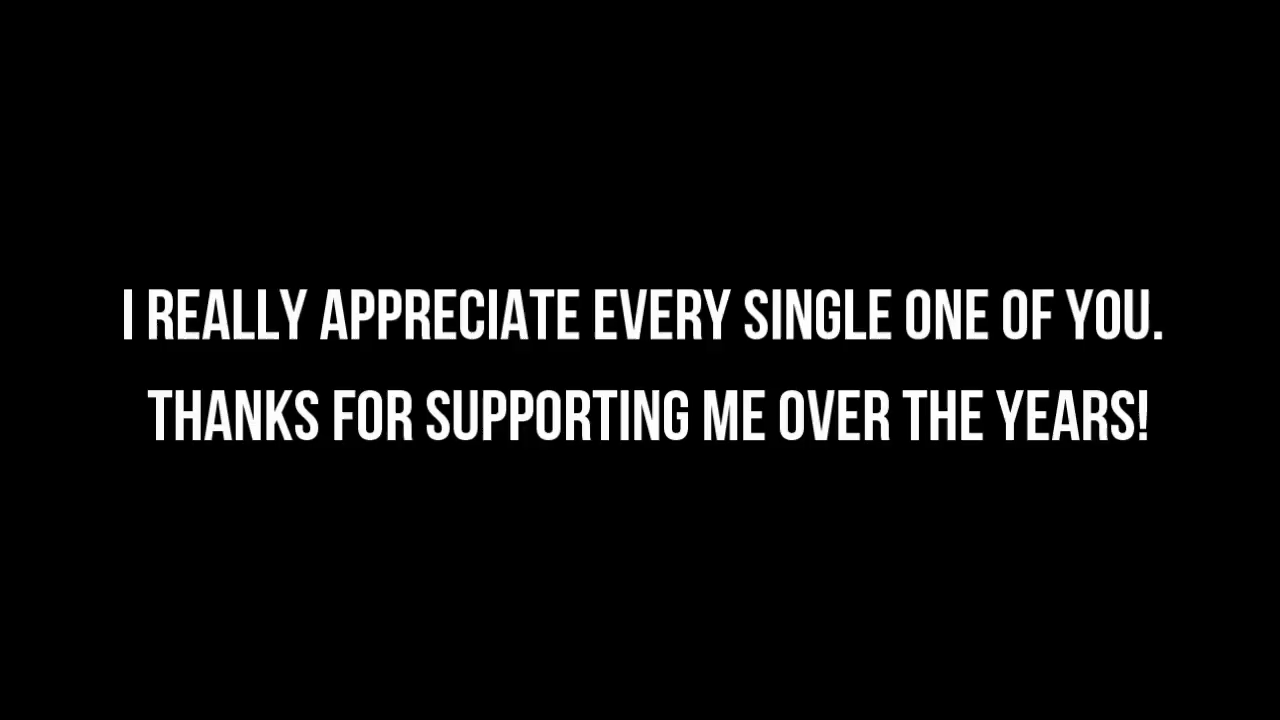 I REALLY APPRECIATE EVERY SINGLE ONE OF YOU.
THANKS FOR SUPPORTING ME OVER THE YEARS!